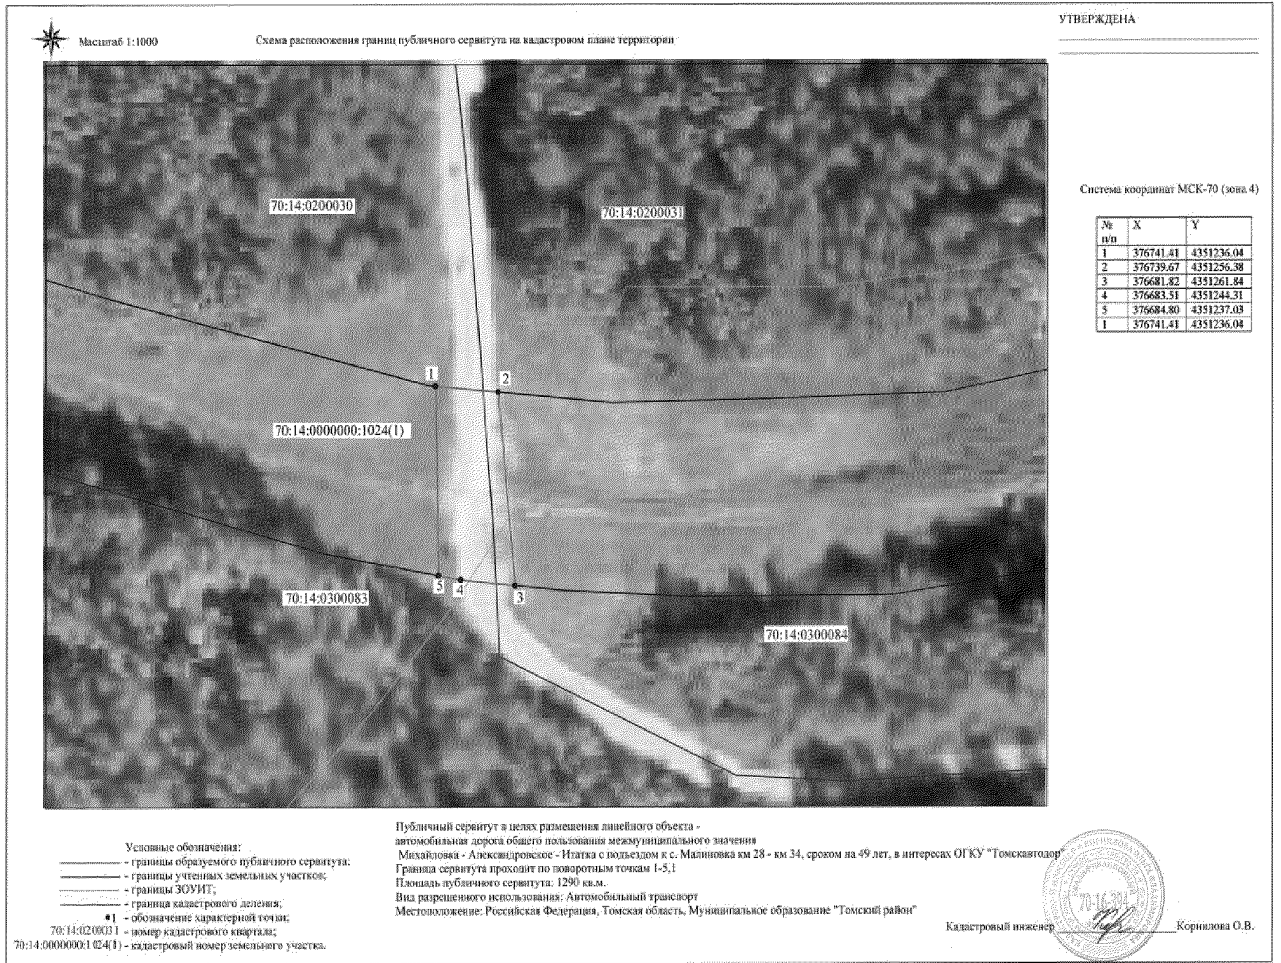 УТВЕРЖДЕНА
Масштаб 1:1000
Схема расположения границ публичного сервитута на кадастровом плане территории
70:14:0200030
70:14:0200031
Система координат МСК-70 (зона 4)
№ п/п X Y
1 376741.41 4351236.04
2 376739.67 4351256.38
3 376681.82 4351261.84
4 376683.51 4351244.31
5 376684.80 4351237.03
1 376741.41 4351236.04
1
2
70:14:0000000:1024(1)
5
4
3
70:14:0300083
70:14:0300084
Условные обозначения:
- границы образуемого публичного сервитута;
- границы учтенных земельных участков;
- границы ЗОУИТ;
- граница кадастрового деления;
•1 - обозначение характерной точки;
70:14:0200031 - номер кадастрового квартала;
70:14:0000000:1024(1) - кадастровый номер земельного участка.
Публичный сервитут в целях размещения линейного объекта -
автомобильная дорога общего пользования межмуниципального значения
Михайловка - Александровское - Итатка с подъездом к с. Малиновка км 28 - км 34, сроком на 49 лет, в интересах ОГКУ "Томскавтодор"
Граница сервитута проходит по поворотным точкам 1-5,1
Площадь публичного сервитута: 1290 кв.м.
Вид разрешенного использования: Автомобильный транспорт
Местоположение: Российская Федерация, Томская область, Муниципальное образование "Томский район"
Кадастровый инженер
Корнилова О.В.